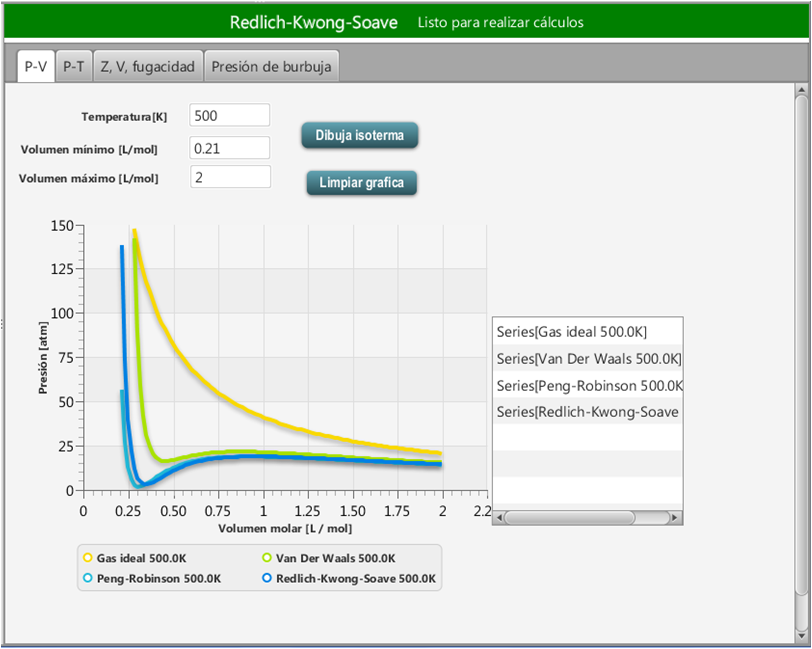 Redlich-Kwong-Soave Listo para realizar cálculos
P-V P-T Z, V, fugacidad Presión de burbuja
Temperatura[K] 500
Dibuja isoterma
Volumen mínimo [L/mol] 0.21
Volumen máximo [L/mol] 2
Limpiar grafica
150
125
100
75
50
25
0
Presión [atm]
0 0.25 0.50 0.75 1 1.25 1.50 1.75 2 2.2
Volumen molar [L / mol]
Series[Gas ideal 500.0K]
Series[Van Der Waals 500.0K]
Series[Peng-Robinson 500.0K
Series[Redlich-Kwong-Soave
Gas ideal 500.0K Van Der Waals 500.0K
Peng-Robinson 500.0K Redlich-Kwong-Soave 500.0K